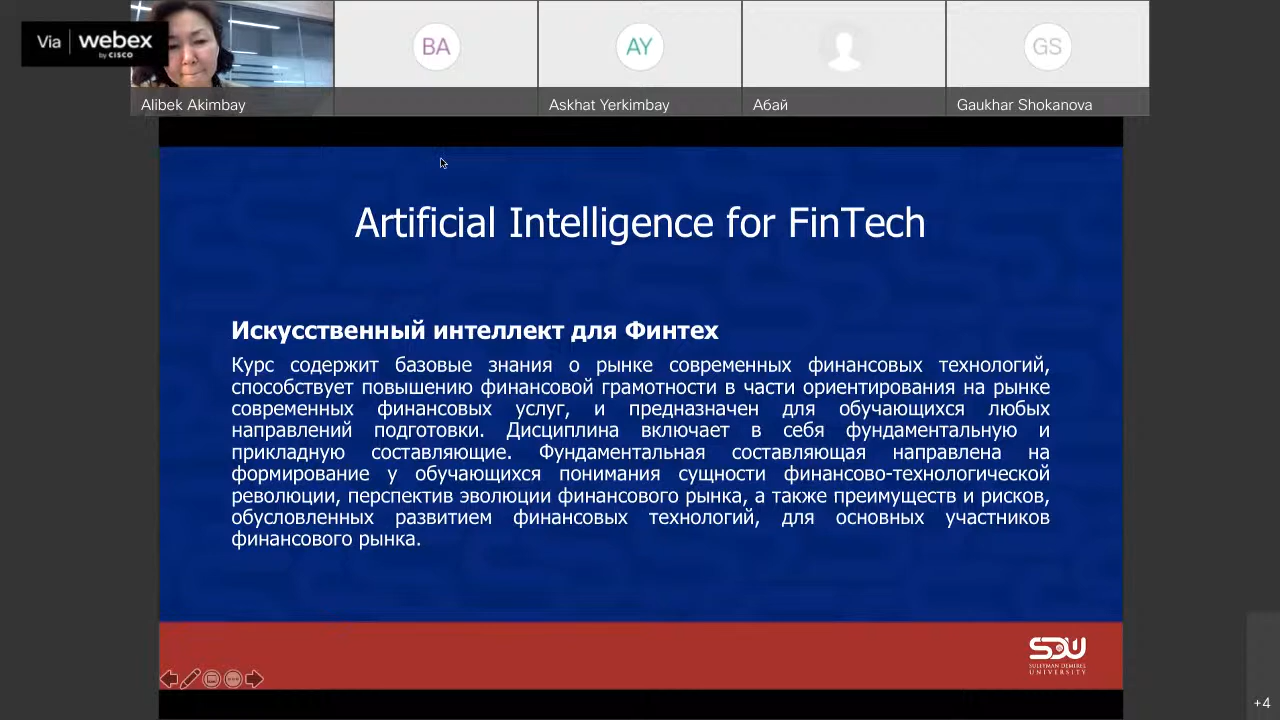 Via webex
by CISCO
BA
AY
GS
Alibek Akimbay
Askhat Yerkimbay
Абай
Gaukhar Shokanova
Artificial Intelligence for FinTech
Искусственный интеллект для Финтех
Курс содержит базовые знания о рынке современных финансовых технологий,
способствует повышению финансовой грамотности в части ориентирования на рынке
современных финансовых услуг, и предназначен для обучающихся любых
направлений подготовки. Дисциплина включает в себя фундаментальную и
прикладную составляющие. Фундаментальная составляющая направлена на
формирование у обучающихся понимания сущности финансово-технологической
революции, перспектив эволюции финансового рынка, а также преимуществ и рисков,
обусловленных развитием финансовых технологий, для основных участников
финансового рынка.
SDU
SULEYMAN DEMIREL
UNIVERSITY
+4